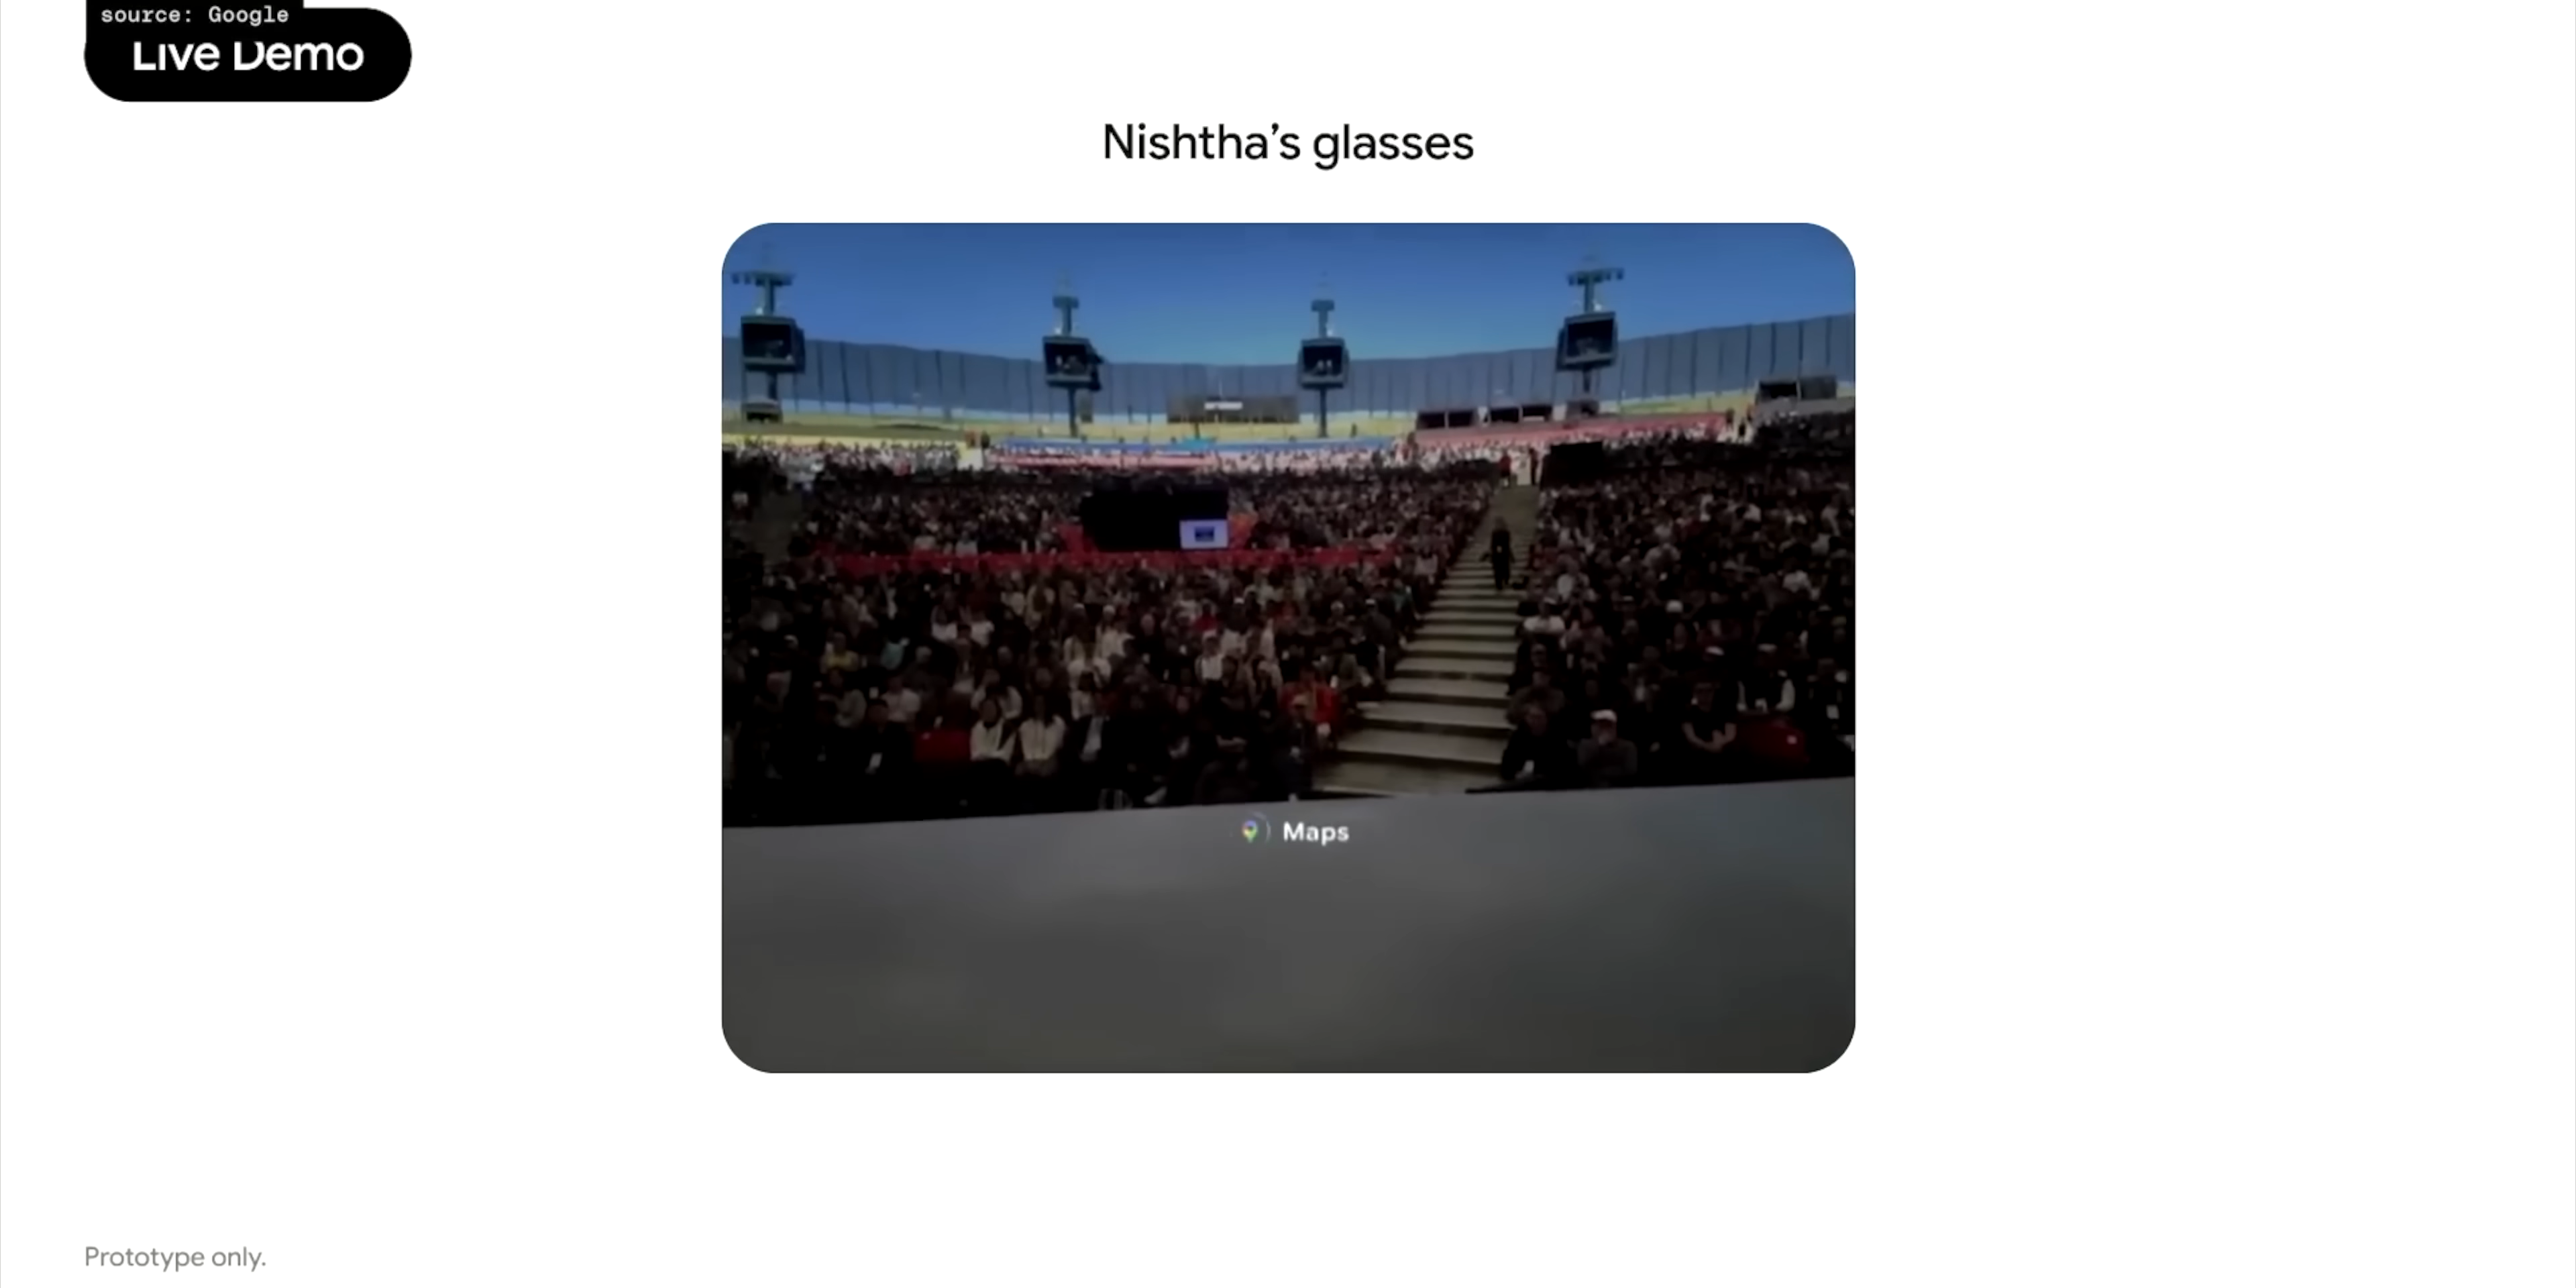 source: Google
Live Demo
Nishtha’s glasses
Maps
Prototype only.